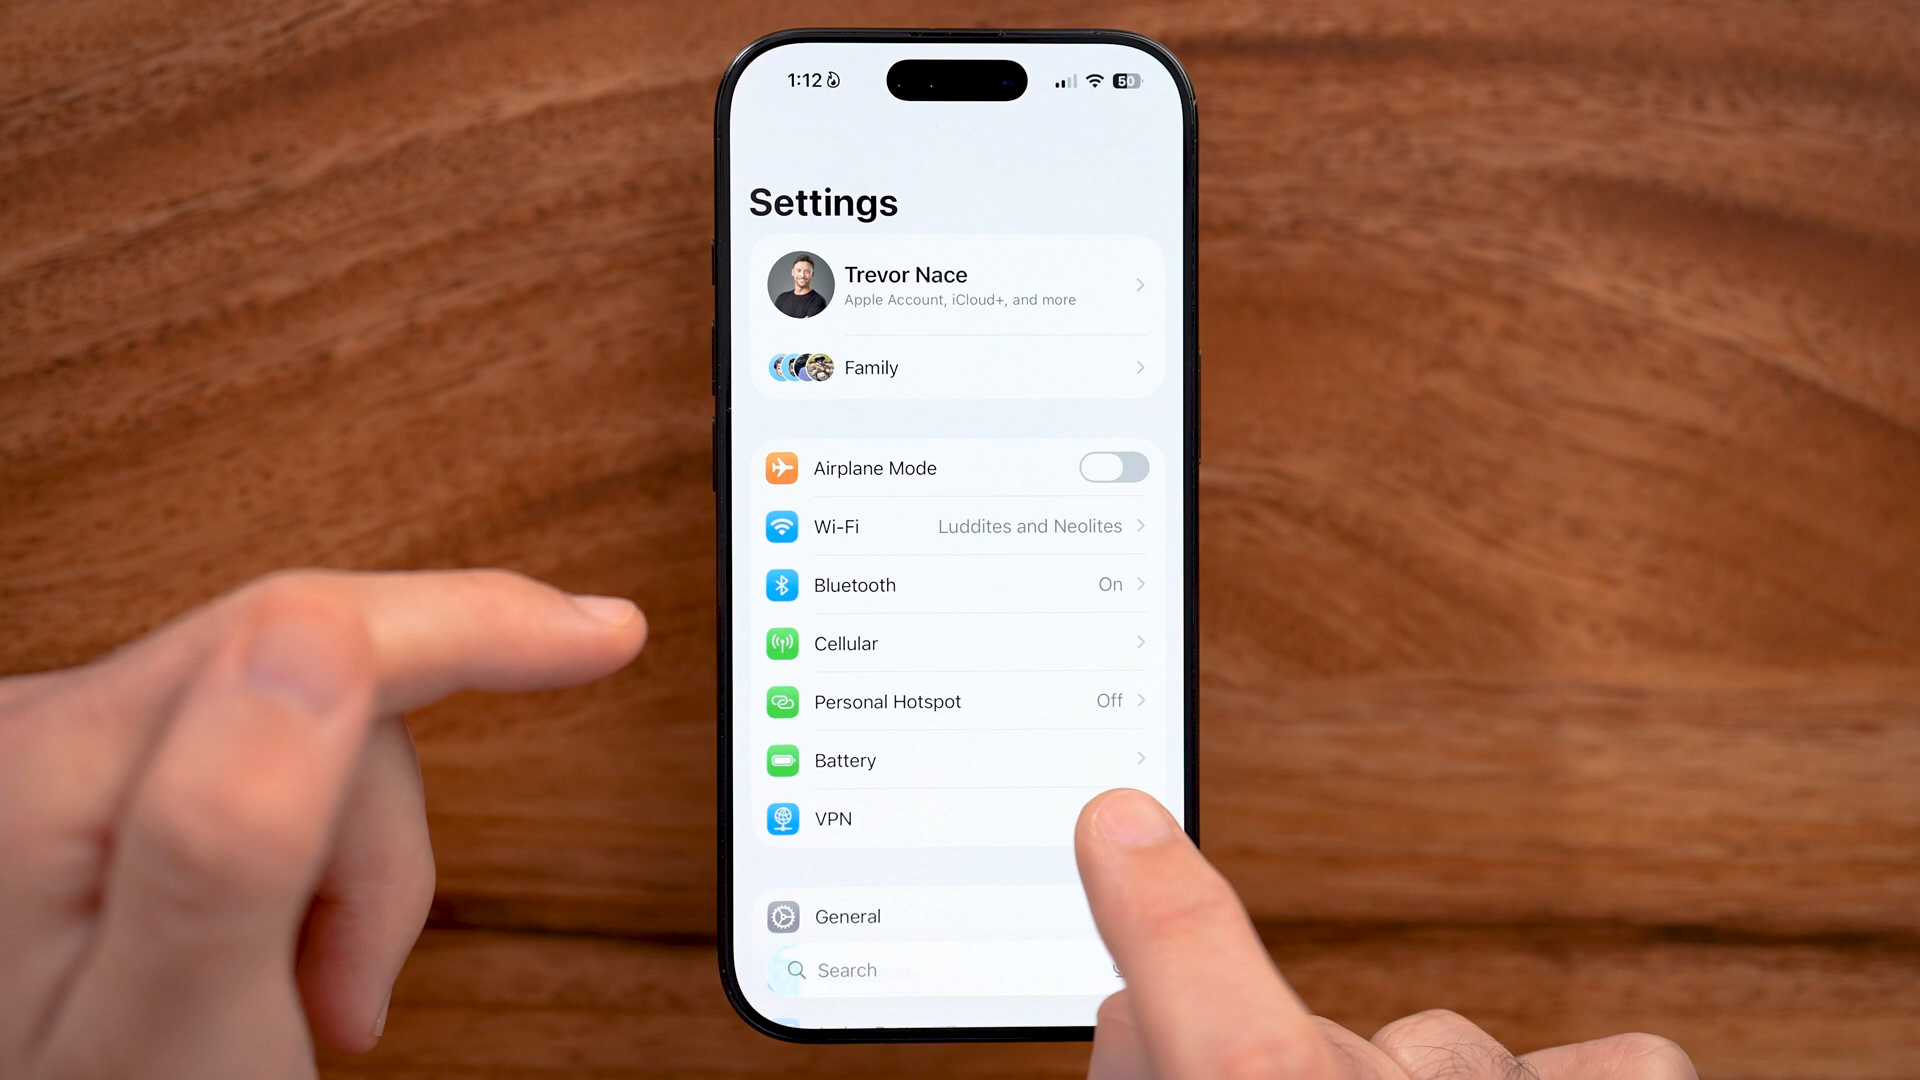 1:12
50
Settings
Trevor Nace
Apple Account, iCloud+, and more
Family
Airplane Mode
Wi-Fi Luddites and Neolites
Bluetooth On
Cellular
Personal Hotspot Off
Battery
VPN
General
Search